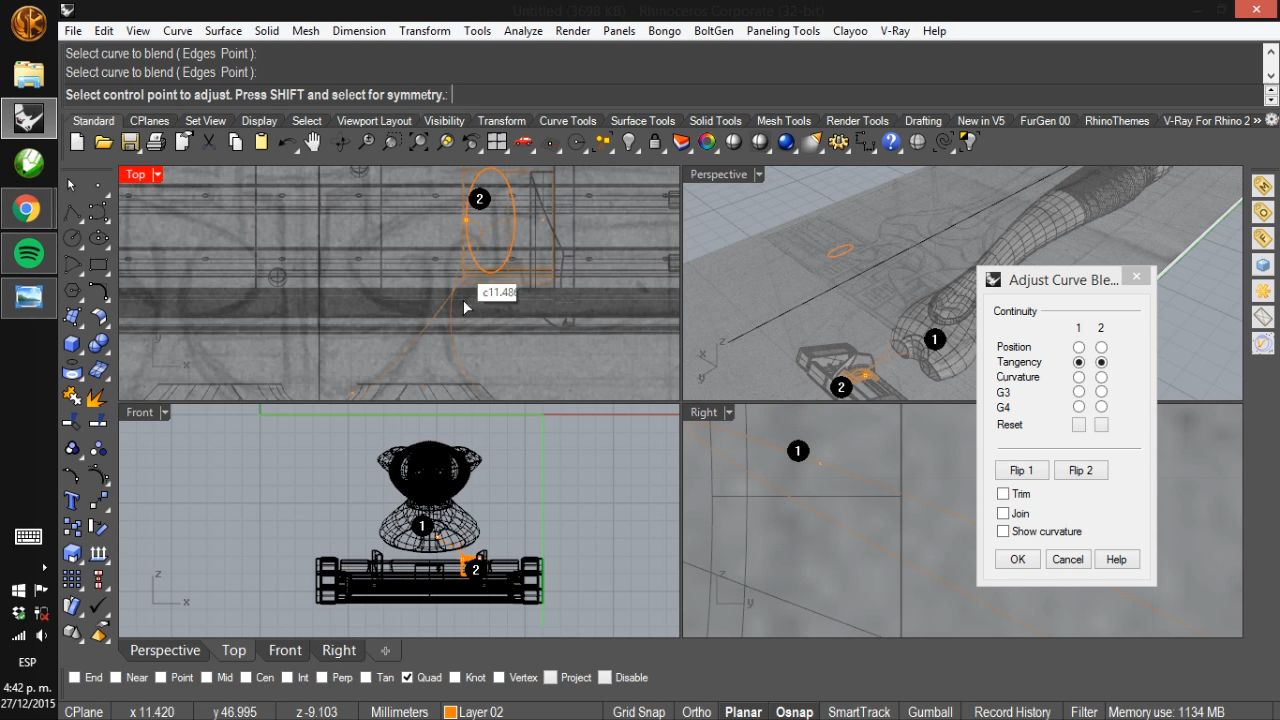 Untitled (3698 KB) - Rhinoceros Corporate (32-bit)
File Edit View Curve Surface Solid Mesh Dimension Transform Tools Analyze Render Panels Bongo BoltGen Paneling Tools Clayoo V-Ray Help
Select curve to blend ( Edges Point ):
Select curve to blend ( Edges Point ):
Select control point to adjust. Press SHIFT and select for symmetry.:
Standard CPlanes Set View Display Select Viewport Layout Visibility Transform Curve Tools Surface Tools Solid Tools Mesh Tools Render Tools Drafting New in V5 FurGen 00 RhinoThemes V-Ray For Rhino 2 »
Top
2
c11.486
x
Perspective
1
2
z
x
y
Adjust Curve Ble...
Continuity
1 2
Position
Tangency
Curvature
G3
G4
Reset
Flip 1 Flip 2
Trim
Join
Show curvature
OK Cancel Help
Front
1
2
z
x
Right
1
z
y
Perspective Top Front Right
End Near Point Mid Cen Int Perp Tan Quad Knot Vertex Project Disable
CPlane x 11.420 y 46.995 z -9.103 Millimeters Layer 02 Grid Snap Ortho Planar Osnap SmartTrack Gumball Record History Filter Memory use: 1134 MB
ESP
4:42 p. m.
27/12/2015